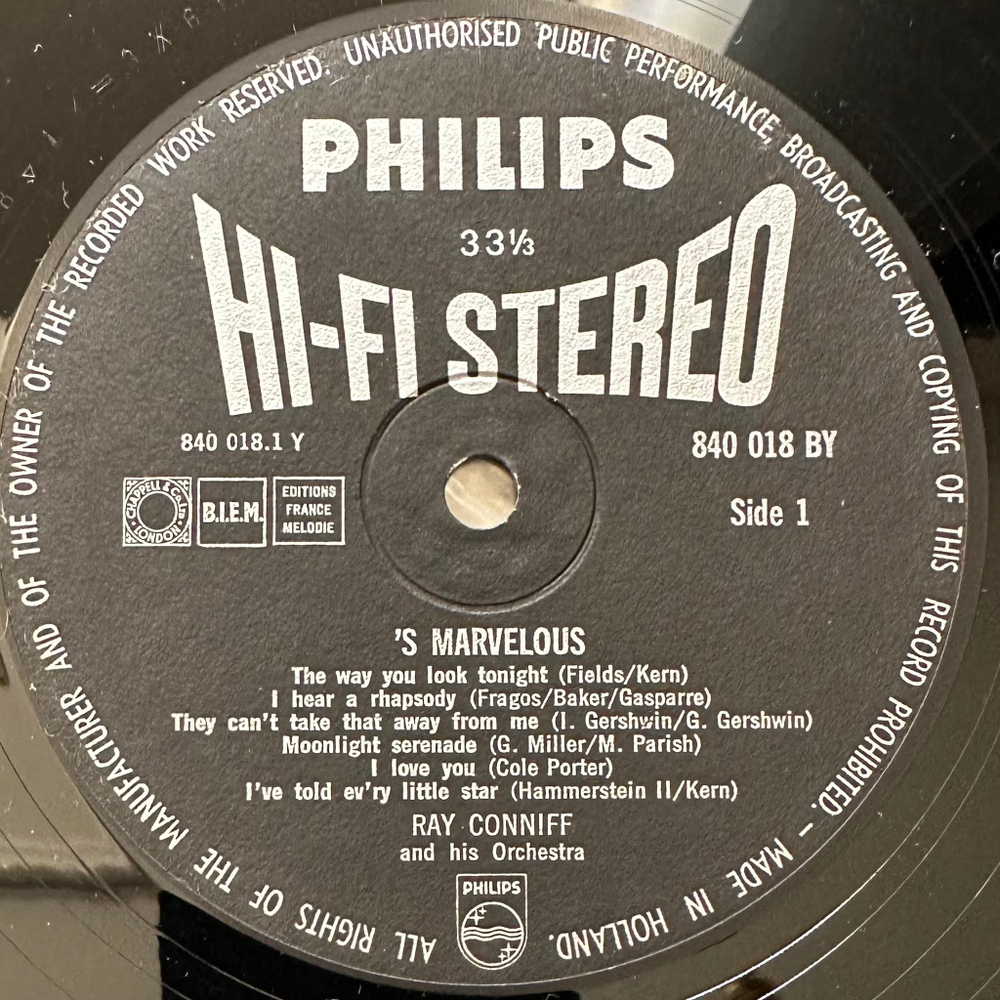 ALL RIGHTS OF THE MANUFACTURER AND OF THE OWNER OF THE RECORDED WORK RESERVED. UNAUTHORISED PUBLIC PERFORMANCE, BROADCASTING AND COPYING OF THIS RECORD PROHIBITED. – MADE IN HOLLAND.
PHILIPS
33⅓
HI-FI STEREO
840 018.1 Y
840 018 BY
CHAPPELL & Co. LTD LONDON
B.I.E.M.
EDITIONS
FRANCE
MELODIE
Side 1
'S MARVELOUS
The way you look tonight (Fields/Kern)
I hear a rhapsody (Fragos/Baker/Gasparre)
They can't take that away from me (I. Gershwin/G. Gershwin)
Moonlight serenade (G. Miller/M. Parish)
I love you (Cole Porter)
I've told ev'ry little star (Hammerstein II/Kern)
RAY CONNIFF
and his Orchestra
PHILIPS